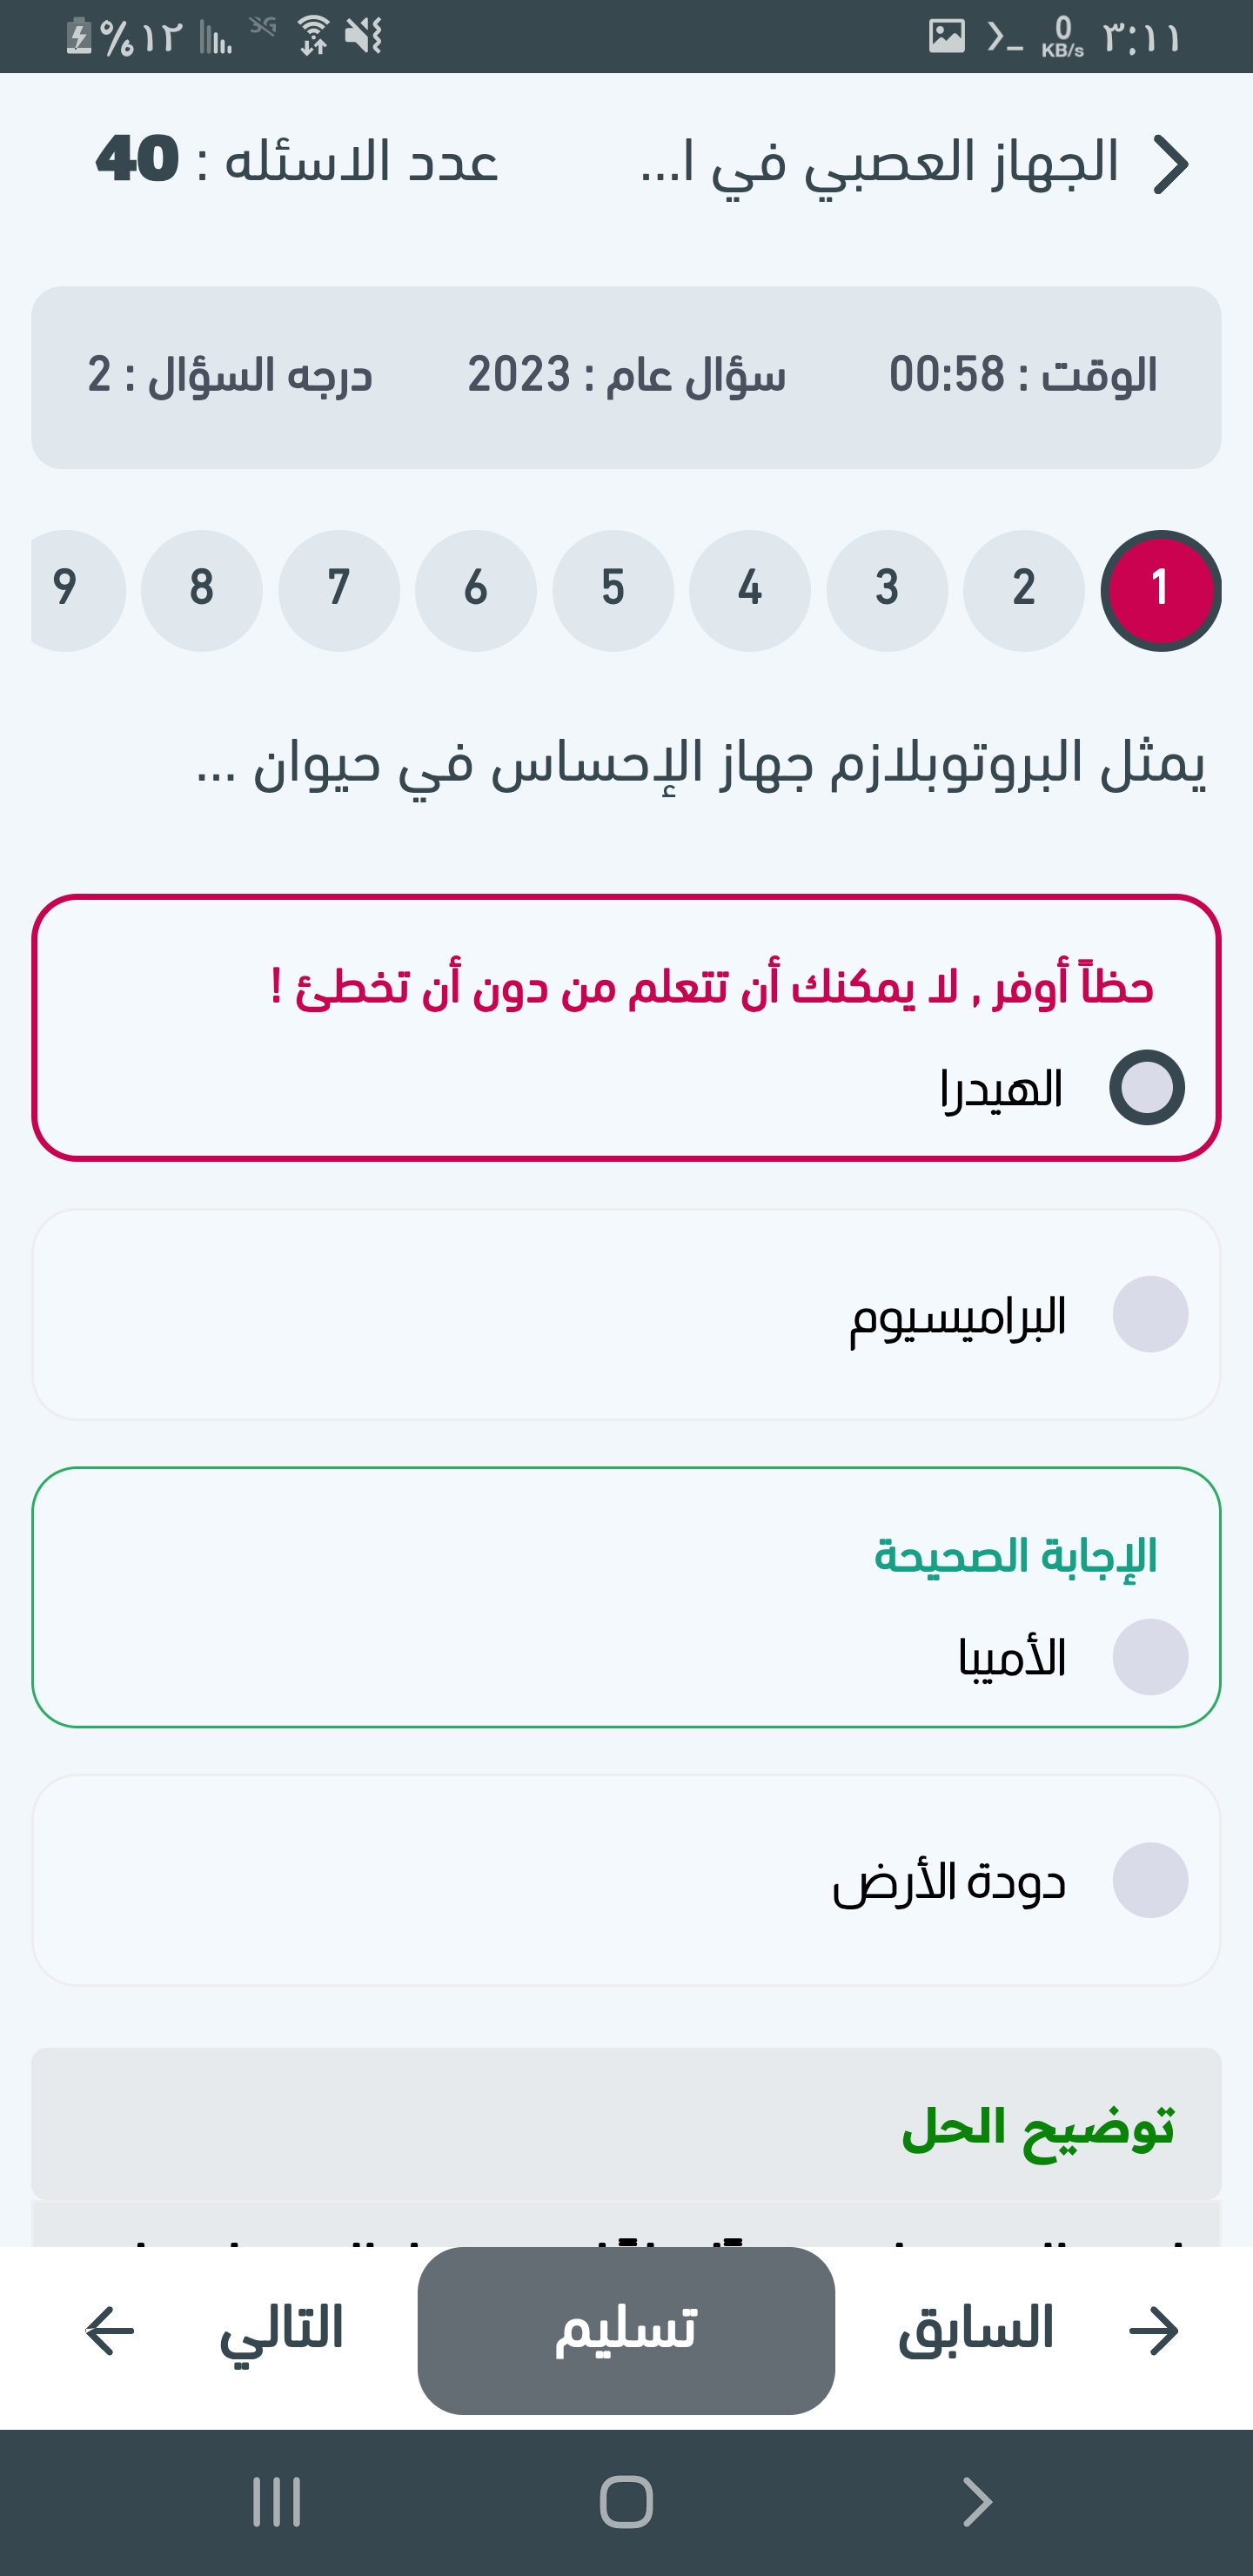 %١٢
0
KB/s
٣:١١
الجهاز العصبي في ا...
عدد الاسئله : 40
الوقت : 00:58
سؤال عام : 2023
درجه السؤال : 2
1 2 3 4 5 6 7 8 9
يمثل البروتوبلازم جهاز الإحساس في حيوان ...
حظاً أوفر , لا يمكنك أن تتعلم من دون أن تخطئ !
الهيدرا
البراميسيوم
الإجابة الصحيحة
الأميبا
دودة الأرض
توضيح الحل
السابق
تسليم
التالي